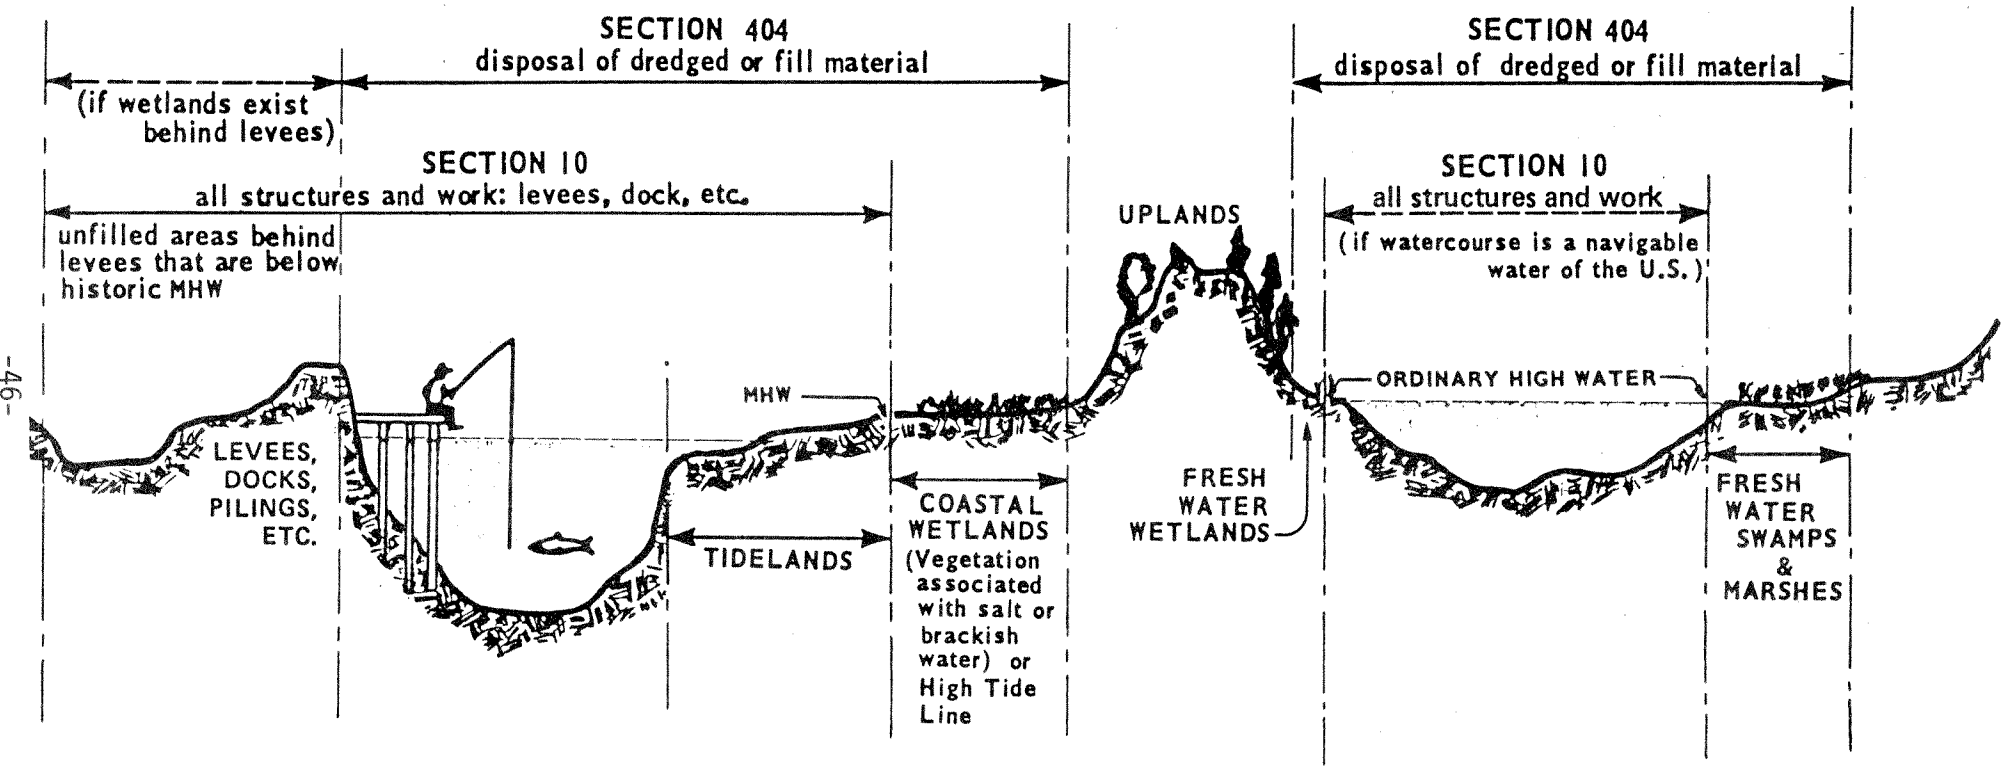 SECTION 404
disposal of dredged or fill material
(if wetlands exist
behind levees)
SECTION 10
all structures and work: levees, dock, etc.
unfilled areas behind
levees that are below
historic MHW
SECTION 404
disposal of dredged or fill material
SECTION 10
all structures and work
(if watercourse is a navigable
water of the U.S.)
UPLANDS
MHW
ORDINARY HIGH WATER
LEVEES,
DOCKS,
PILINGS,
ETC.
TIDELANDS
COASTAL
WETLANDS
(Vegetation
associated
with salt or
brackish
water) or
High Tide
Line
FRESH
WATER
WETLANDS
FRESH
WATER
SWAMPS
&
MARSHES
-46-